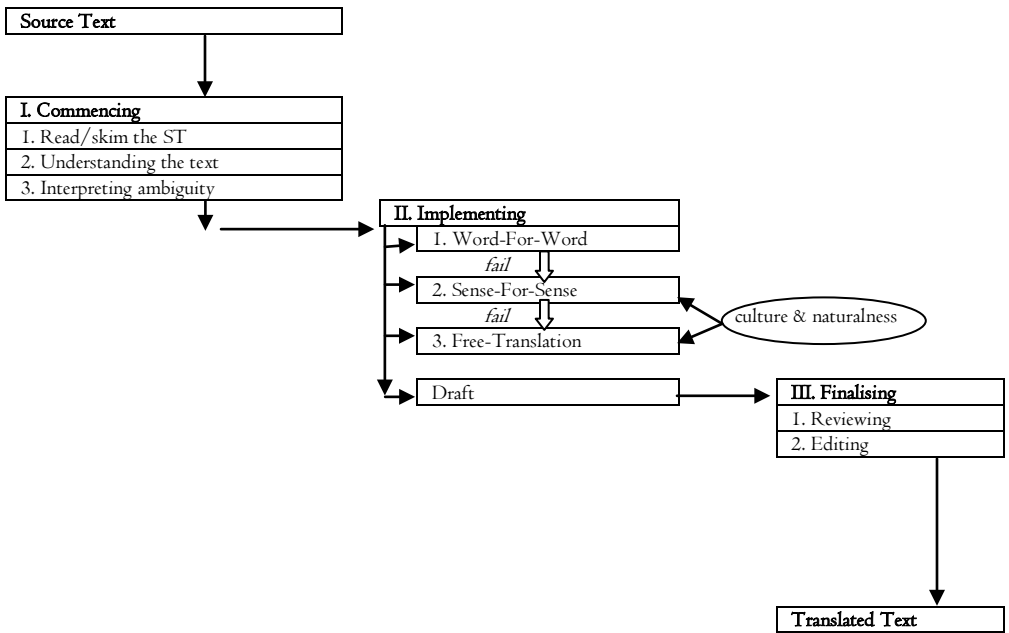 Source Text
I. Commencing
1. Read/skim the ST
2. Understanding the text
3. Interpreting ambiguity
II. Implementing
1. Word-For-Word
fail
2. Sense-For-Sense
fail
3. Free-Translation
culture & naturalness
Draft
III. Finalising
1. Reviewing
2. Editing
Translated Text